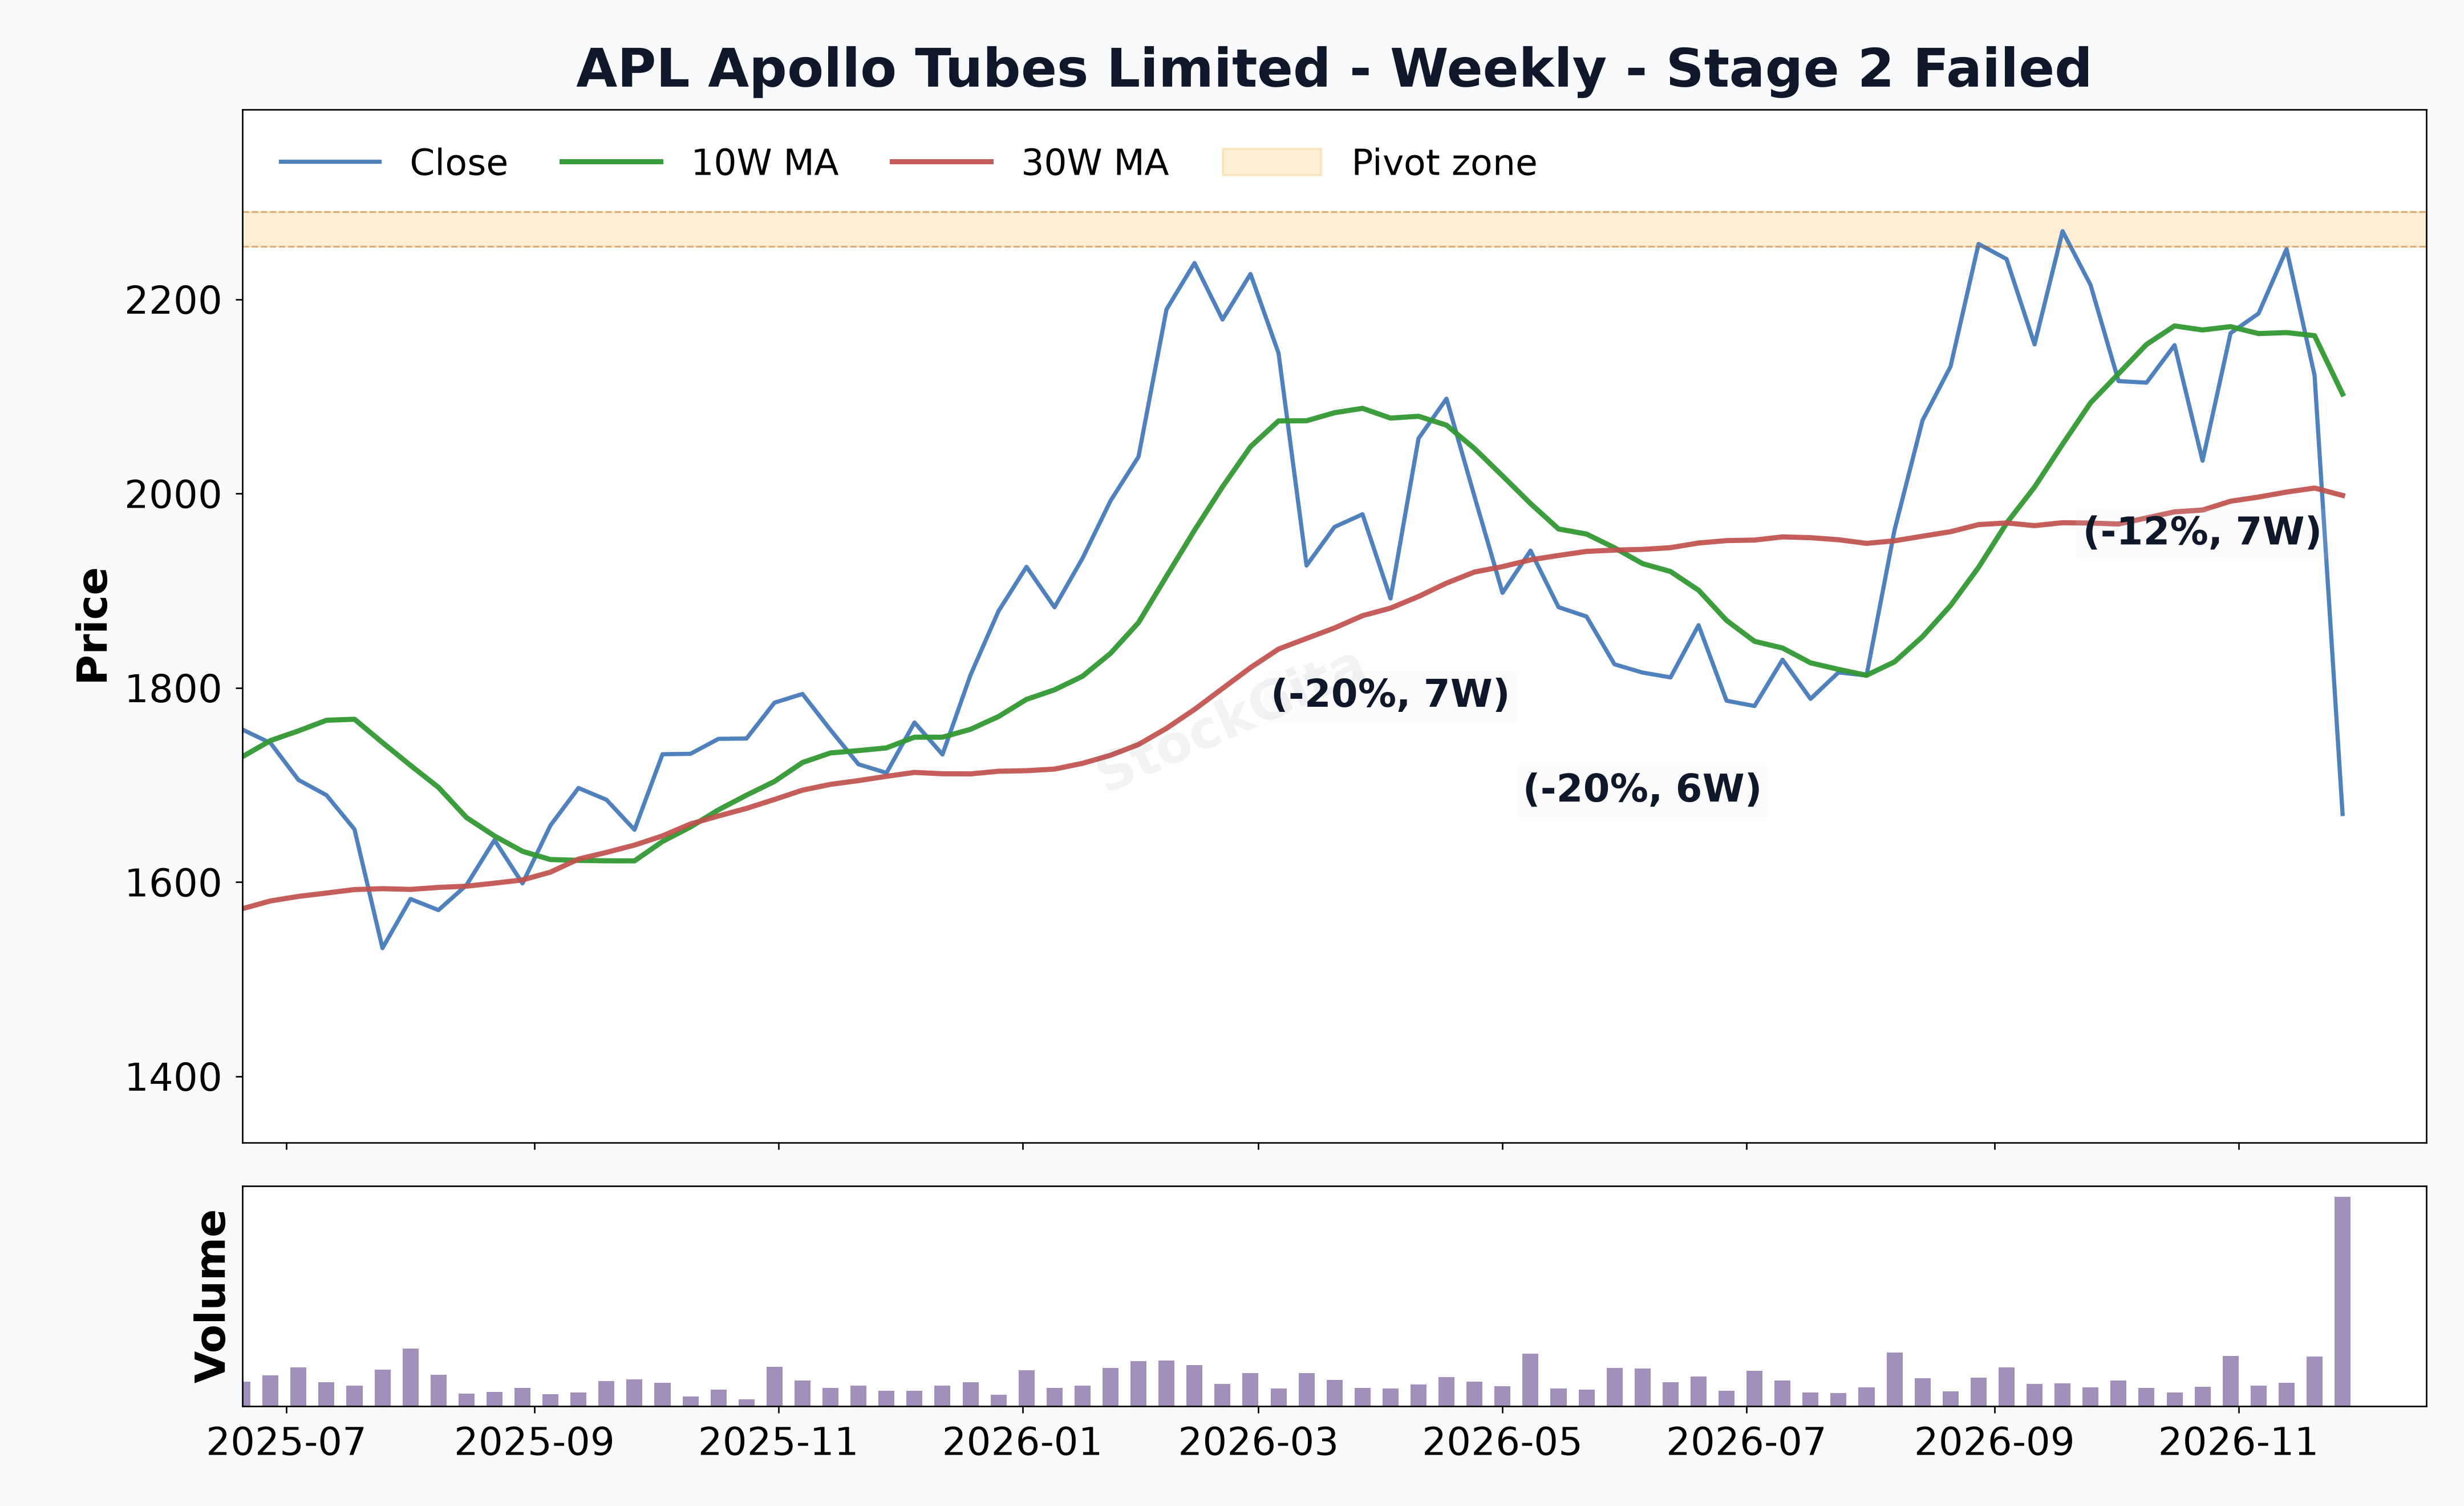 APL Apollo Tubes Limited - Weekly - Stage 2 Failed
Close 10W MA 30W MA Pivot zone
2200
2000
1800
1600
1400
Price
(-12%, 7W)
(-20%, 7W)
(-20%, 6W)
StockGita
Volume
2025-07 2025-09 2025-11 2026-01 2026-03 2026-05 2026-07 2026-09 2026-11